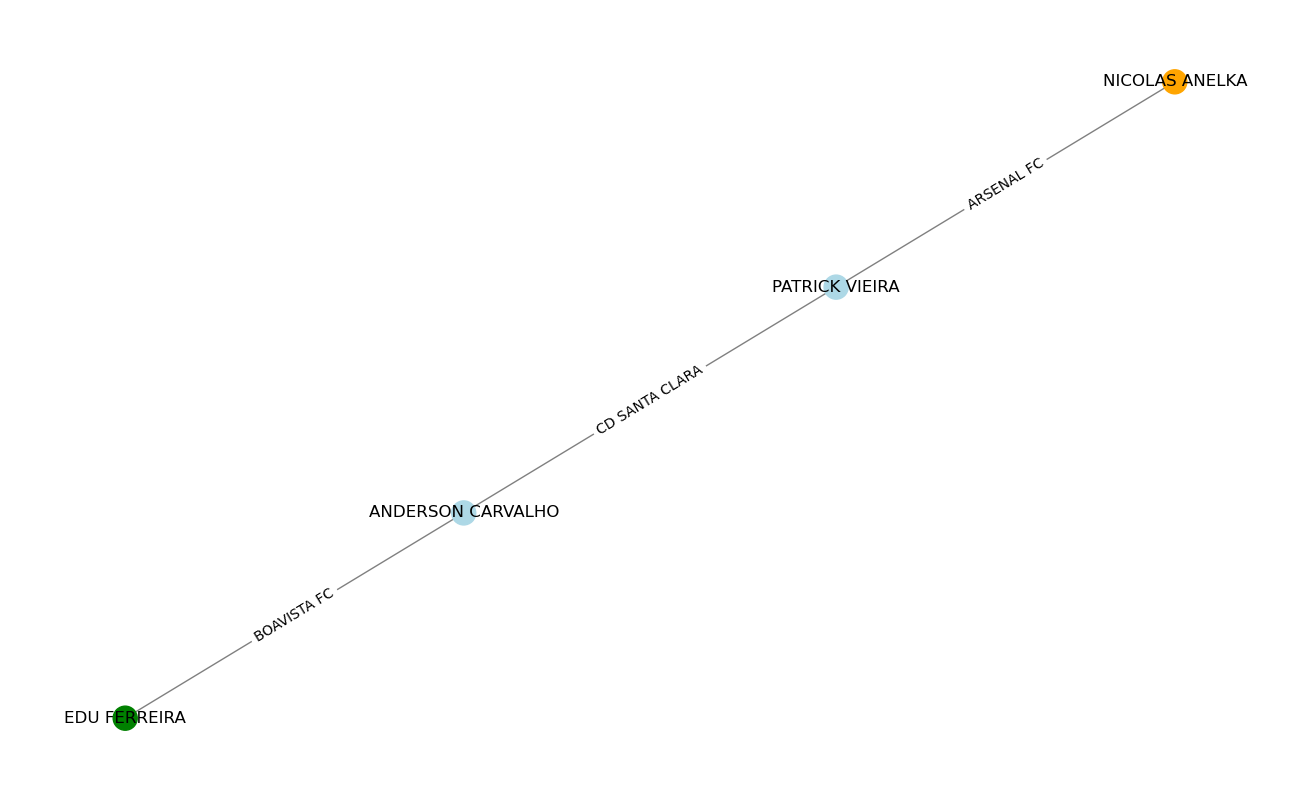 NICOLAS ANELKA
ARSENAL FC
PATRICK VIEIRA
CD SANTA CLARA
ANDERSON CARVALHO
BOAVISTA FC
EDU FERREIRA